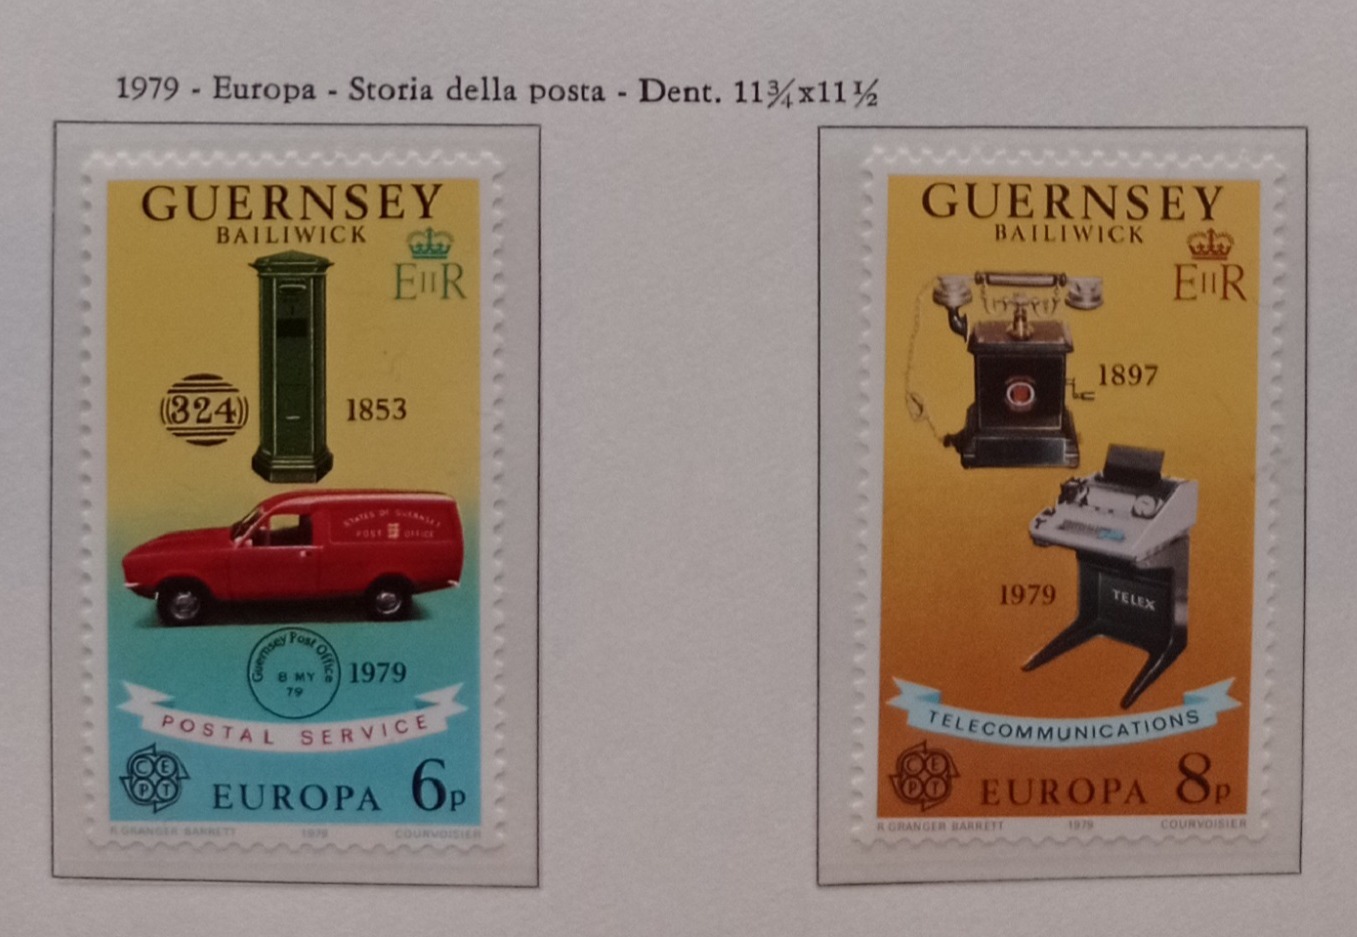 1979 - Europa - Storia della posta - Dent. 11¾x11½
GUERNSEY
BAILIWICK
EIIR
324
1853
STATES OF GUERNSEY
POST OFFICE
Guernsey Post Office
8 MY
79
1979
POSTAL SERVICE
CEPT
EUROPA 6p
R GRANGER BARRETT 1979 COURVOISIER
GUERNSEY
BAILIWICK
EIIR
1897
1979
TELEX
TELECOMMUNICATIONS
CEPT
EUROPA 8p
R GRANGER BARRETT 1979 COURVOISIER